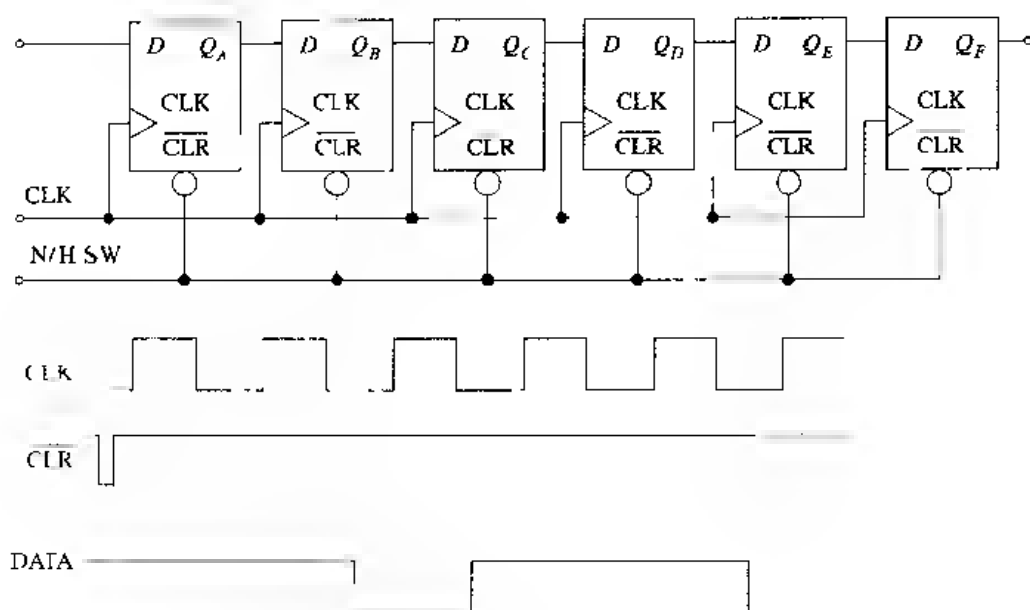 D Q_A D Q_B D Q_C D Q_D D Q_E D Q_F
CLK CLK CLK CLK CLK CLK
CLR CLR CLR CLR CLR CLR
CLK
N/H SW
CLK
CLR
DATA